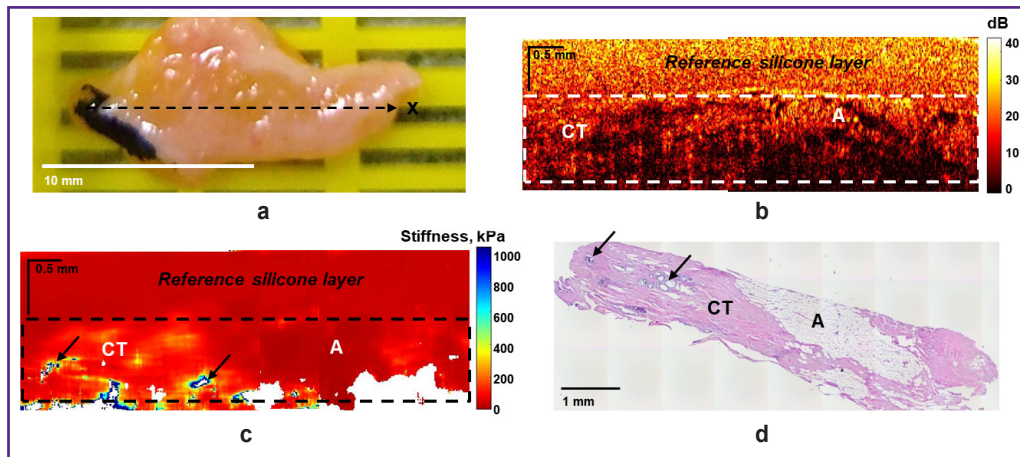 X
10 mm
a
dB
0.5 mm
Reference silicone layer
CT
A
40
30
20
10
0
b
Stiffness, kPa
0.5 mm
Reference silicone layer
CT
A
1000
800
600
400
200
0
c
CT
A
1 mm
d